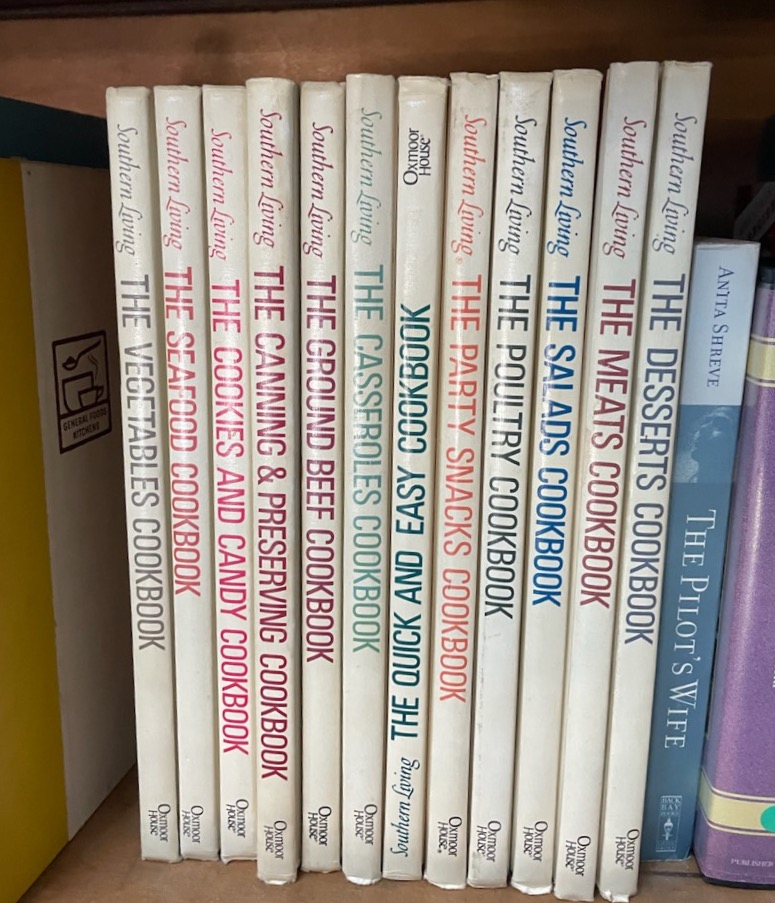 GENERAL FOODS
KITCHENS
Southern Living THE VEGETABLES COOKBOOK Oxmoor House
Southern Living THE SEAFOOD COOKBOOK Oxmoor House
Southern Living THE COOKIES AND CANDY COOKBOOK Oxmoor House
Southern Living THE CANNING & PRESERVING COOKBOOK Oxmoor House
Southern Living THE GROUND BEEF COOKBOOK Oxmoor House
Southern Living THE CASSEROLES COOKBOOK Oxmoor House
Southern Living THE QUICK AND EASY COOKBOOK Oxmoor House
Southern Living® THE PARTY SNACKS COOKBOOK Oxmoor House®
Southern Living THE POULTRY COOKBOOK Oxmoor House
Southern Living THE SALADS COOKBOOK Oxmoor House
Southern Living THE MEATS COOKBOOK Oxmoor House
Southern Living THE DESSERTS COOKBOOK Oxmoor House
ANITA SHREVE THE PILOT'S WIFE BACK BAY BOOKS